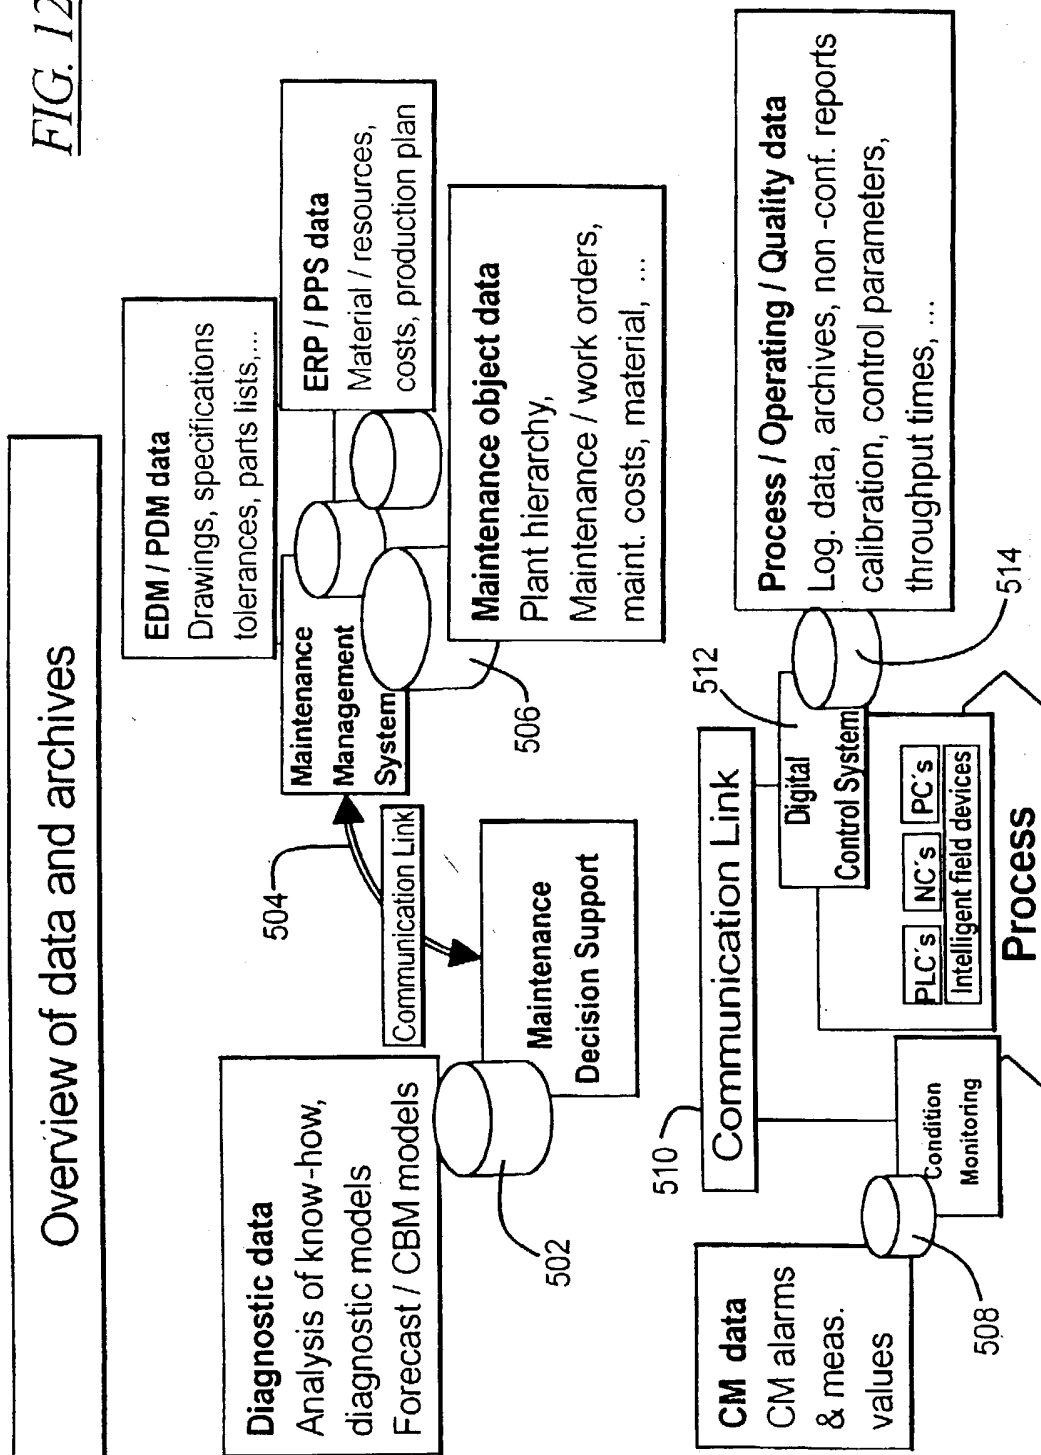 FIG. 12
Overview of data and archives
EDM / PDM data
Drawings, specifications
tolerances, parts lists,...
ERP / PPS data
Material / resources,
costs, production plan
Diagnostic data
Analysis of know-how,
diagnostic models
Forecast / CBM models
504
Maintenance
Management
System
Communication Link
506
Maintenance object data
Plant hierarchy,
Maintenance / work orders,
maint. costs, material, ...
502
Maintenance
Decision Support
510
Communication Link
512
CM data
CM alarms
& meas.
values
508
Condition
Monitoring
Digital
Control System
514
Process / Operating / Quality data
Log. data, archives, non -conf. reports
calibration, control parameters,
throughput times, ...
PLC´s
NC´s
PC´s
Intelligent field devices
Process